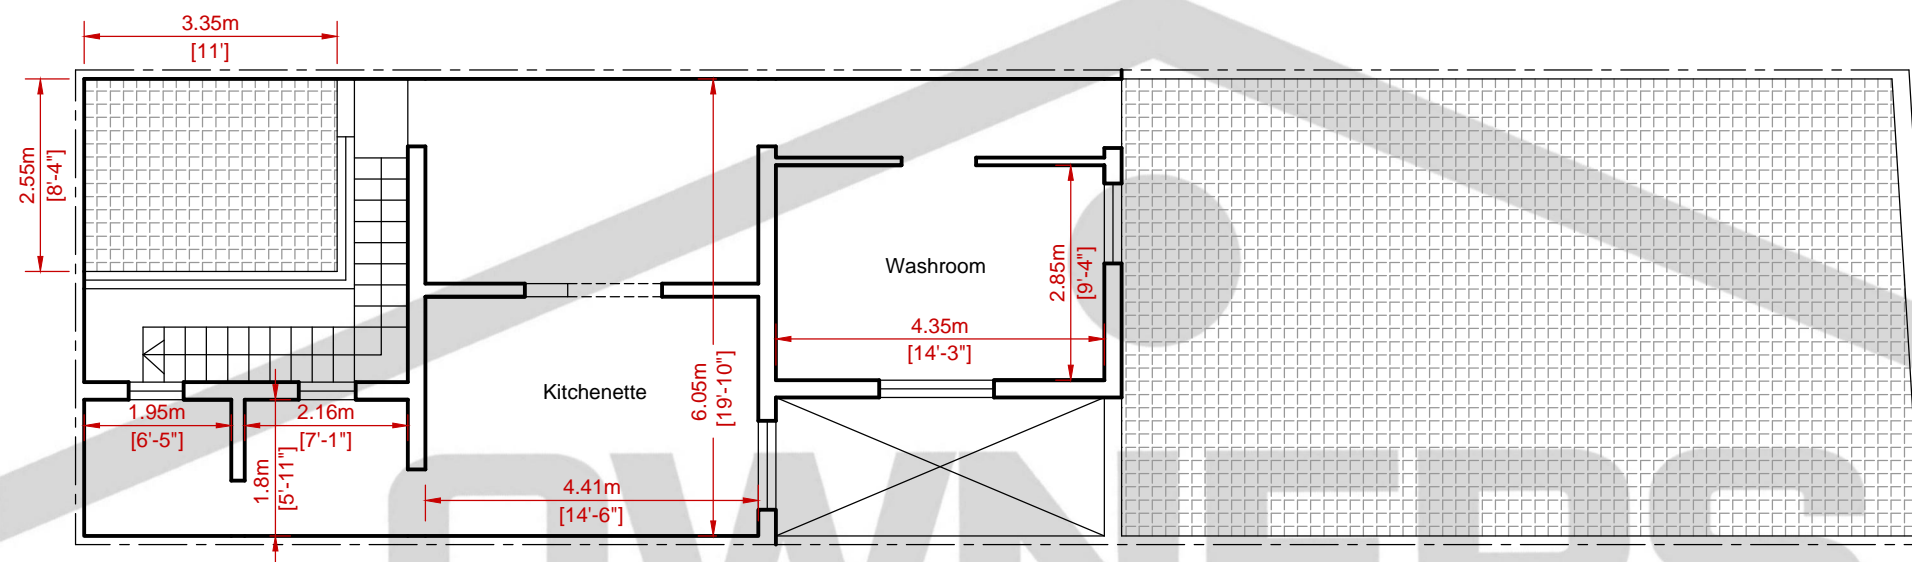 3.35m
[11']
2.55m
[8'-4"]
Washroom
2.85m
[9'-4"]
4.35m
[14'-3"]
6.05m
[19'-10"]
Kitchenette
1.95m
[6'-5"]
2.16m
[7'-1"]
1.8m
[5'-11"]
4.41m
[14'-6"]
OWNERS